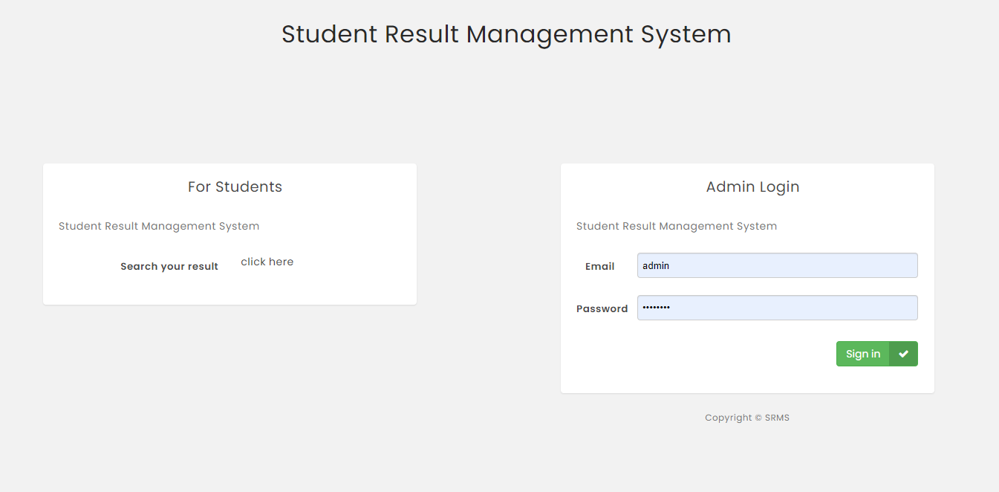 Student Result Management System
For Students
Student Result Management System
Search your result click here
Admin Login
Student Result Management System
Email admin
Password ••••••••
Sign in
Copyright © SRMS